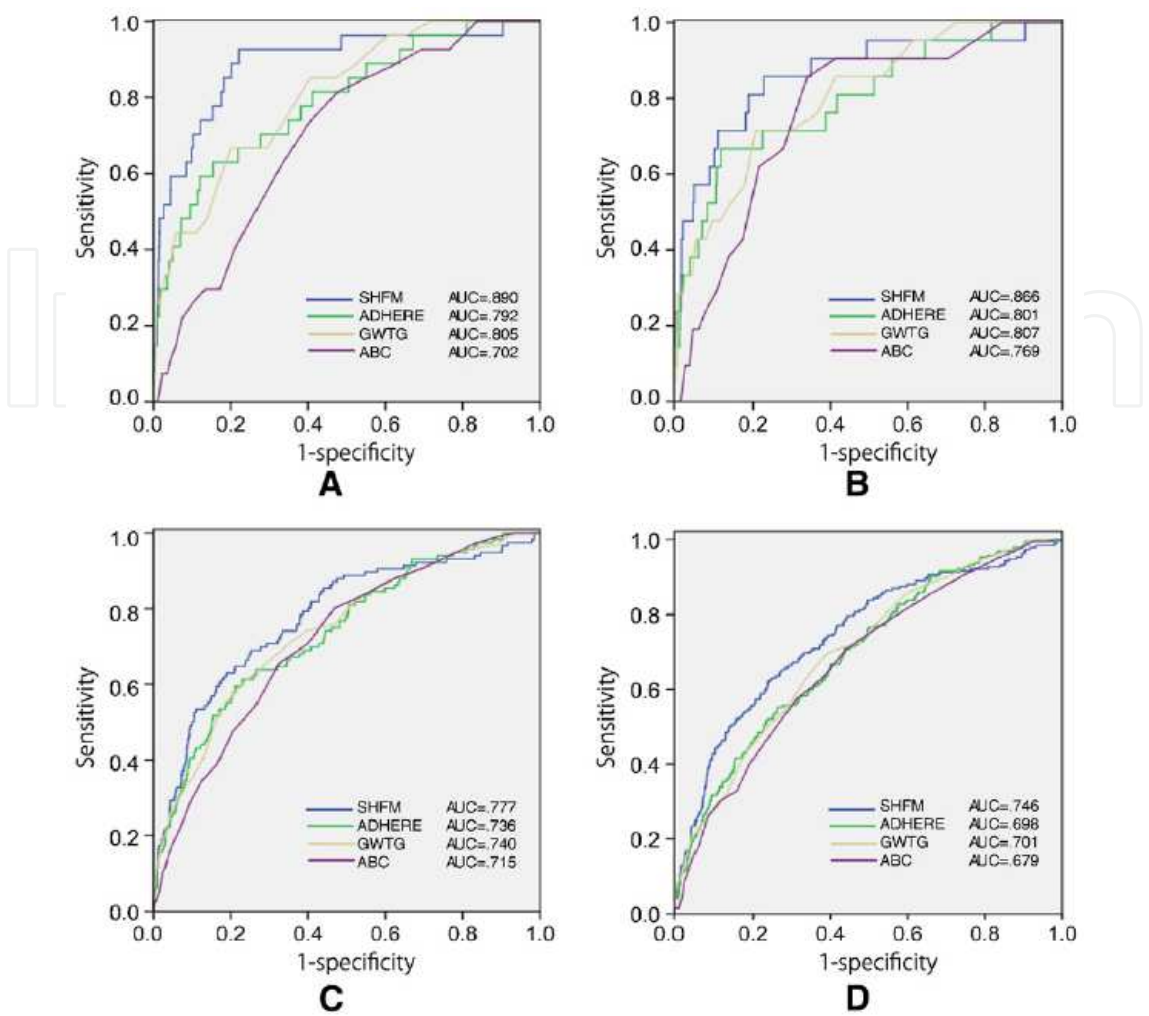 1.0
0.8
0.6
0.4
0.2
0.0
Sensitivity
SHFM AUC=.890
ADHERE AUC=.792
GWTG AUC=.805
ABC AUC=.702
0.0 0.2 0.4 0.6 0.8 1.0
1-specificity
A
1.0
0.8
0.6
0.4
0.2
0.0
Sensitivity
SHFM AUC=.866
ADHERE AUC=.801
GWTG AUC=.807
ABC AUC=.769
0.0 0.2 0.4 0.6 0.8 1.0
1-specificity
B
1.0
0.8
0.6
0.4
0.2
0.0
Sensitivity
SHFM AUC=.777
ADHERE AUC=.736
GWTG AUC=.740
ABC AUC=.715
0.0 0.2 0.4 0.6 0.8 1.0
1-specificity
C
1.0
0.8
0.6
0.4
0.2
0.0
Sensitivity
SHFM AUC=.746
ADHERE AUC=.698
GWTG AUC=.701
ABC AUC=.679
0.0 0.2 0.4 0.6 0.8 1.0
1-specificity
D